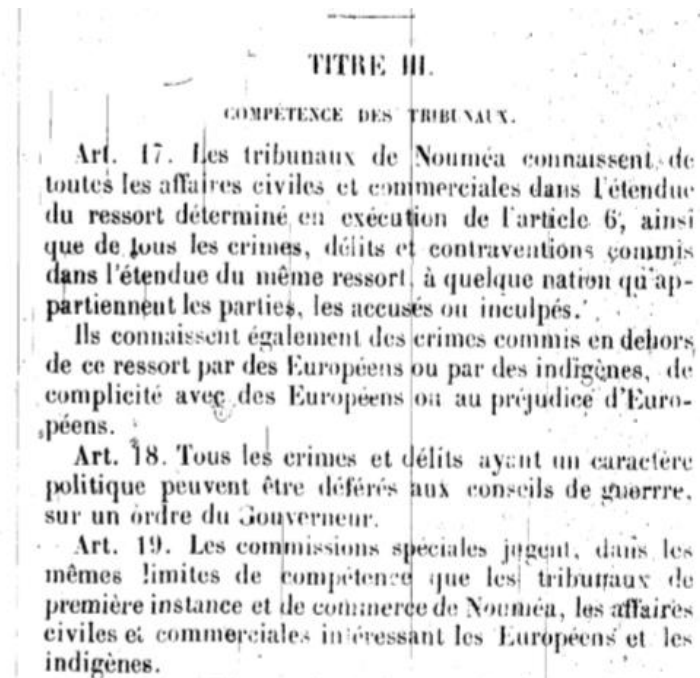 TITRE III.
COMPÉTENCE DES TRIBUNAUX.
Art. 17. Les tribunaux de Nouméa connaissent de
toutes les affaires civiles et commerciales dans l'étendue
du ressort déterminé en exécution de l'article 6, ainsi
que de tous les crimes, délits et contraventions commis
dans l'étendue du même ressort, à quelque nation qu'ap-
partiennent les parties, les accusés ou inculpés.
Ils connaissent également des crimes commis en dehors
de ce ressort par des Européens ou par des indigènes, de
complicité avec des Européens ou au préjudice d'Euro-
péens.
Art. 18. Tous les crimes et délits ayant un caractère
politique peuvent être déférés aux conseils de guerrre,
sur un ordre du Gouverneur.
Art. 19. Les commissions spéciales jugent, dans les
mêmes limites de compétence que les tribunaux de
première instance et de commerce de Nouméa, les affaires
civiles et commerciales intéressant les Européens et les
indigènes.